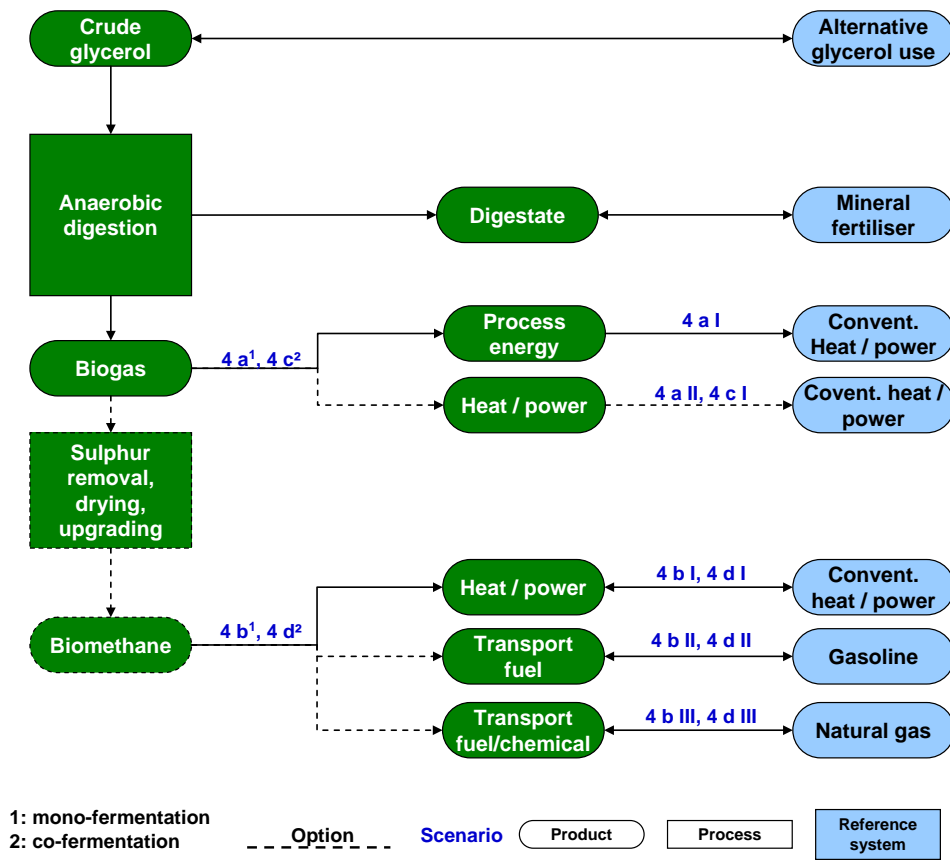 Crude
glycerol
Alternative
glycerol use
Anaerobic
digestion
Digestate
Mineral
fertiliser
Biogas
4 a¹, 4 c²
Process
energy
4 a I
Convent.
Heat / power
Heat / power
4 a II, 4 c I
Covent. heat /
power
Sulphur
removal,
drying,
upgrading
Biomethane
4 b¹, 4 d²
Heat / power
4 b I, 4 d I
Convent.
heat / power
Transport
fuel
4 b II, 4 d II
Gasoline
Transport
fuel/chemical
4 b III, 4 d III
Natural gas
1: mono-fermentation
2: co-fermentation
Option
Scenario
Product
Process
Reference
system